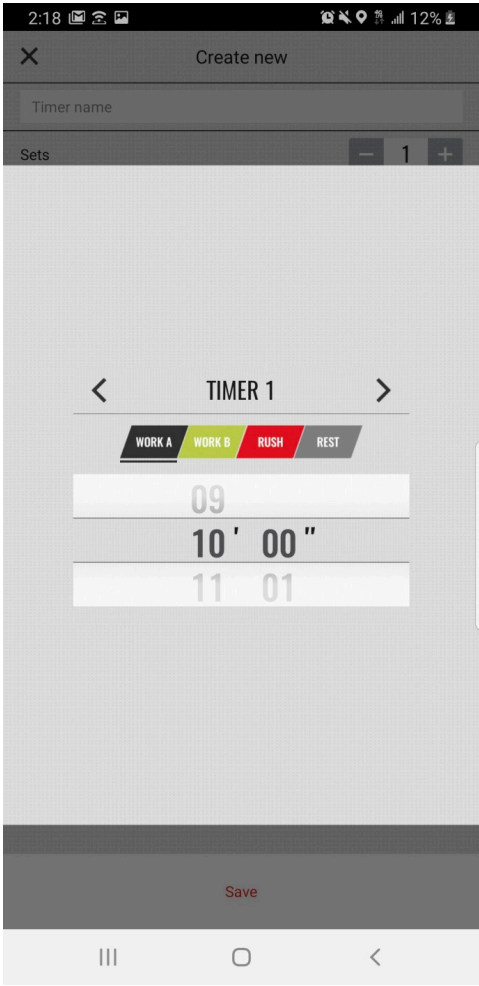 2:18 12%
Create new
Timer name
Sets 1
TIMER 1
WORK A WORK B RUSH REST
09
10 ' 00 "
11 01
Save